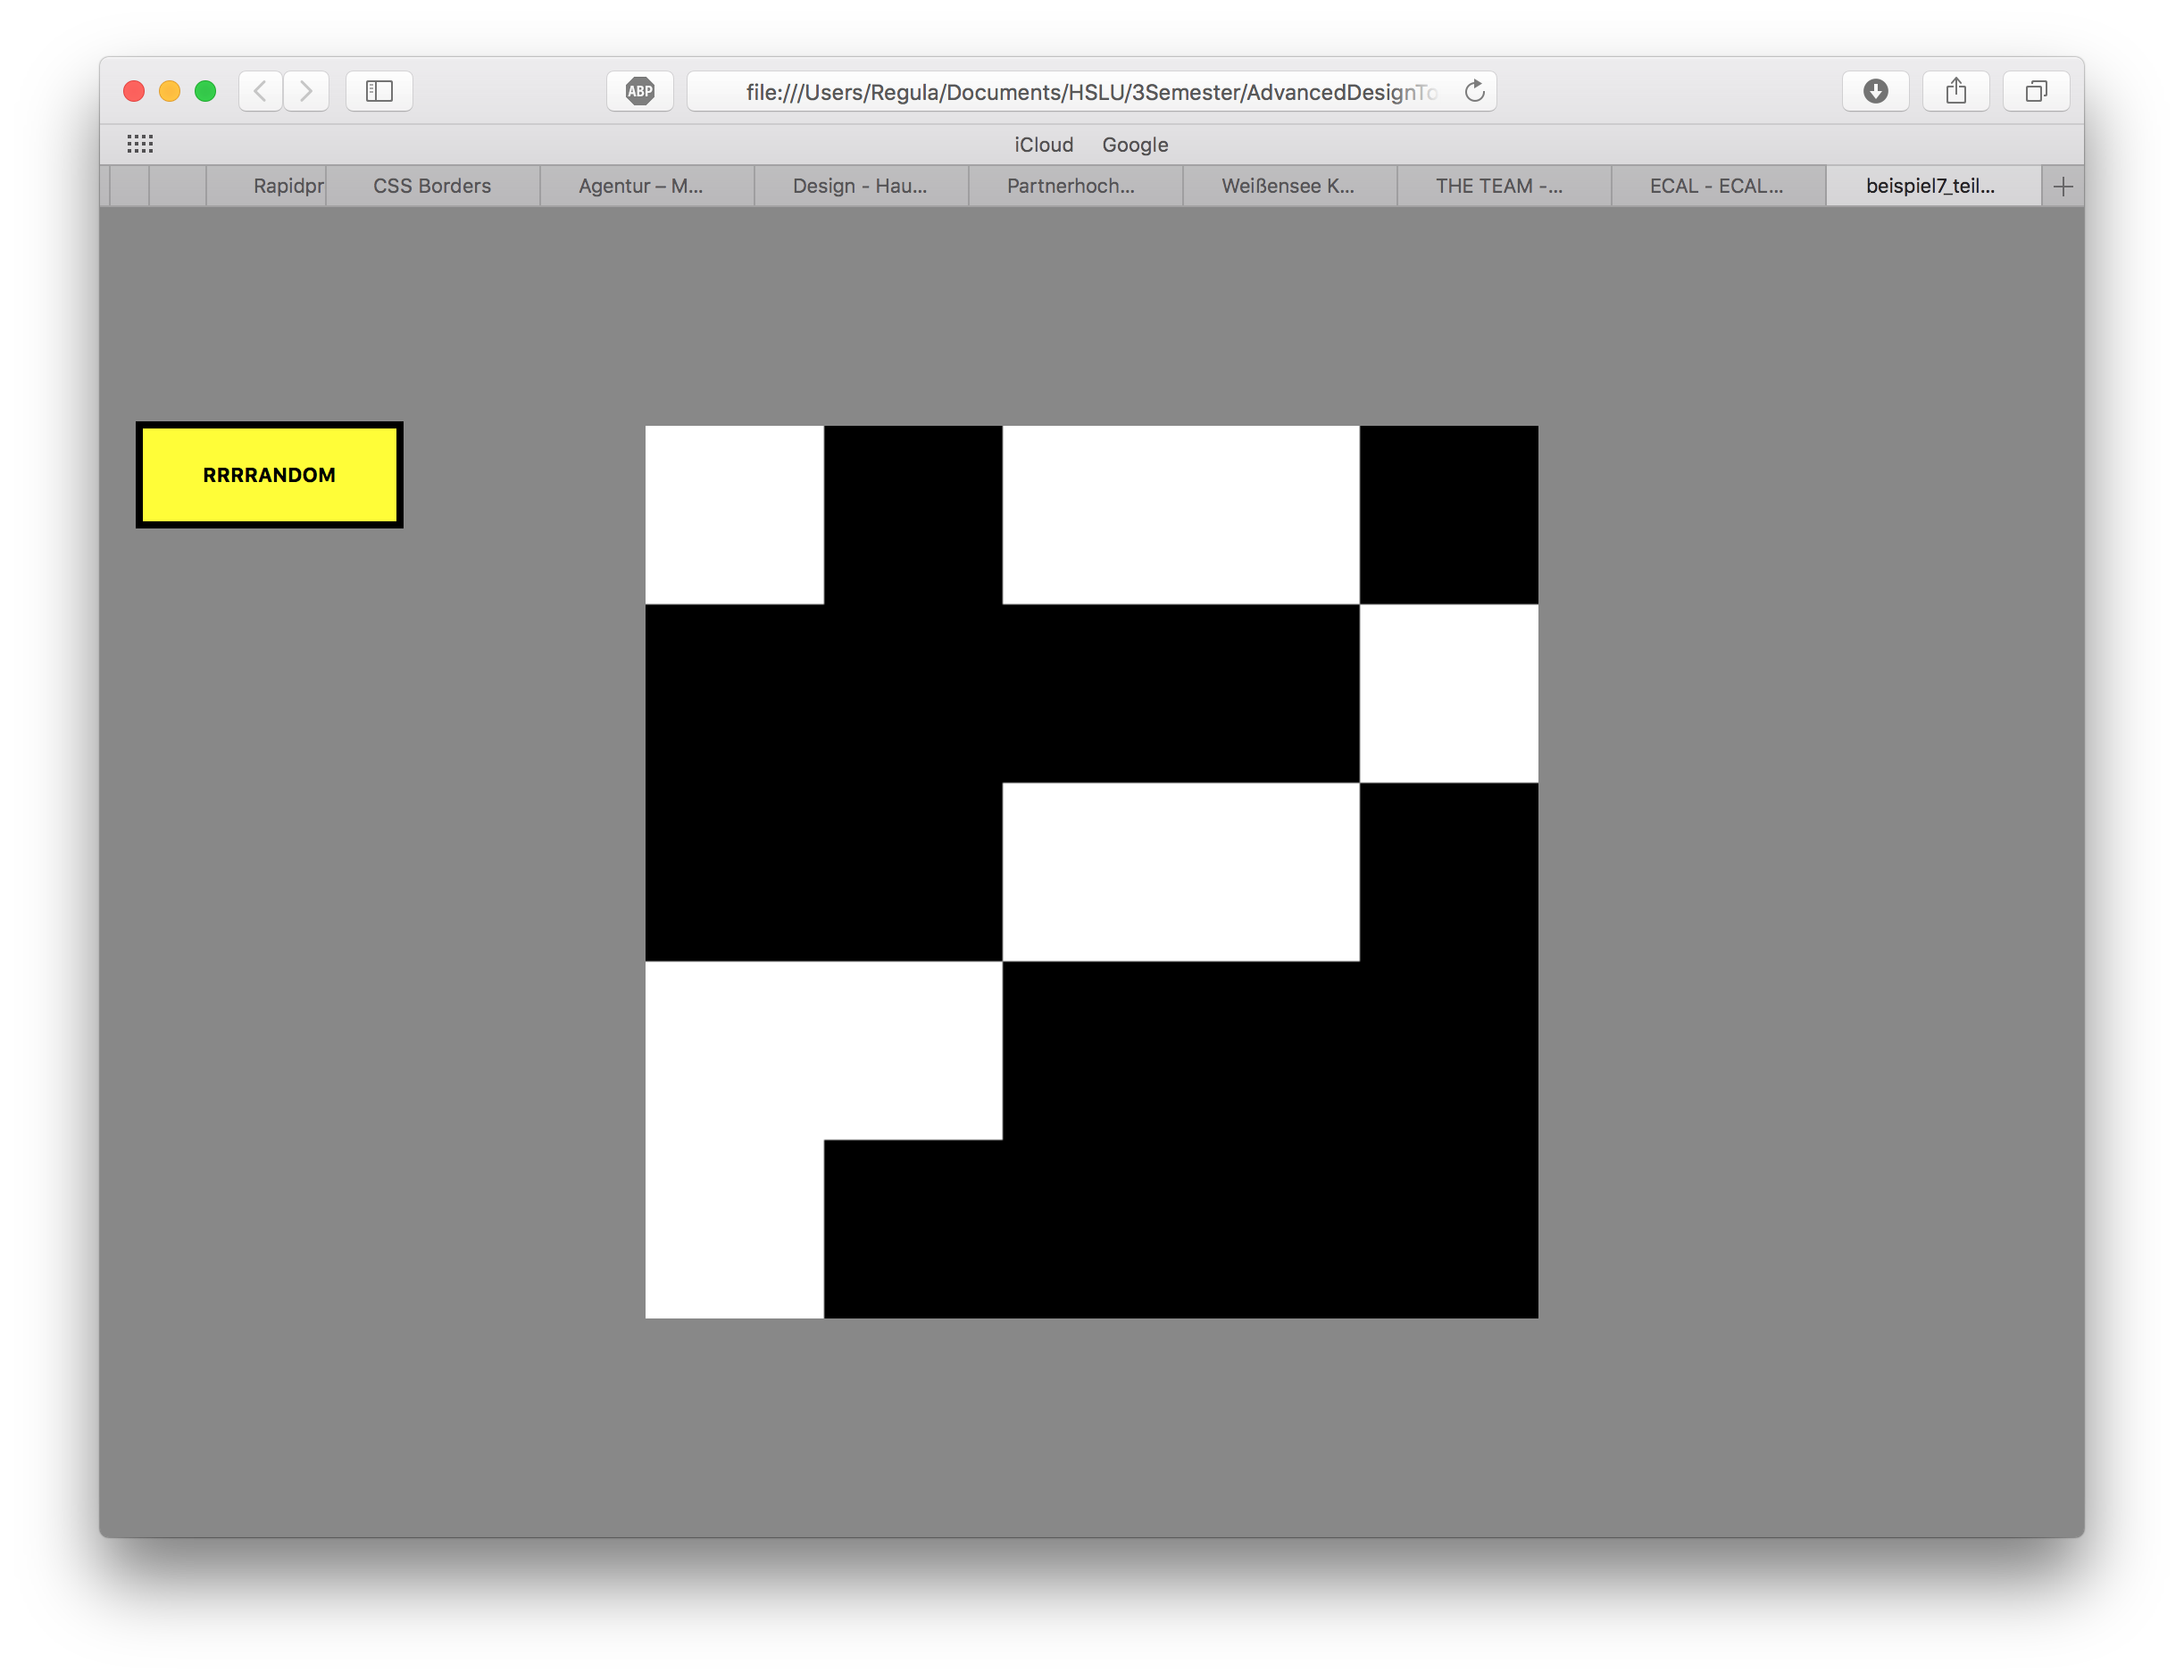 ABP
file:///Users/Regula/Documents/HSLU/3Semester/AdvancedDesignTo
iCloud Google
Rapidpr CSS Borders Agentur – M... Design - Hau... Partnerhoch... Weißensee K... THE TEAM -... ECAL - ECAL... beispiel7_teil...
RRRRANDOM